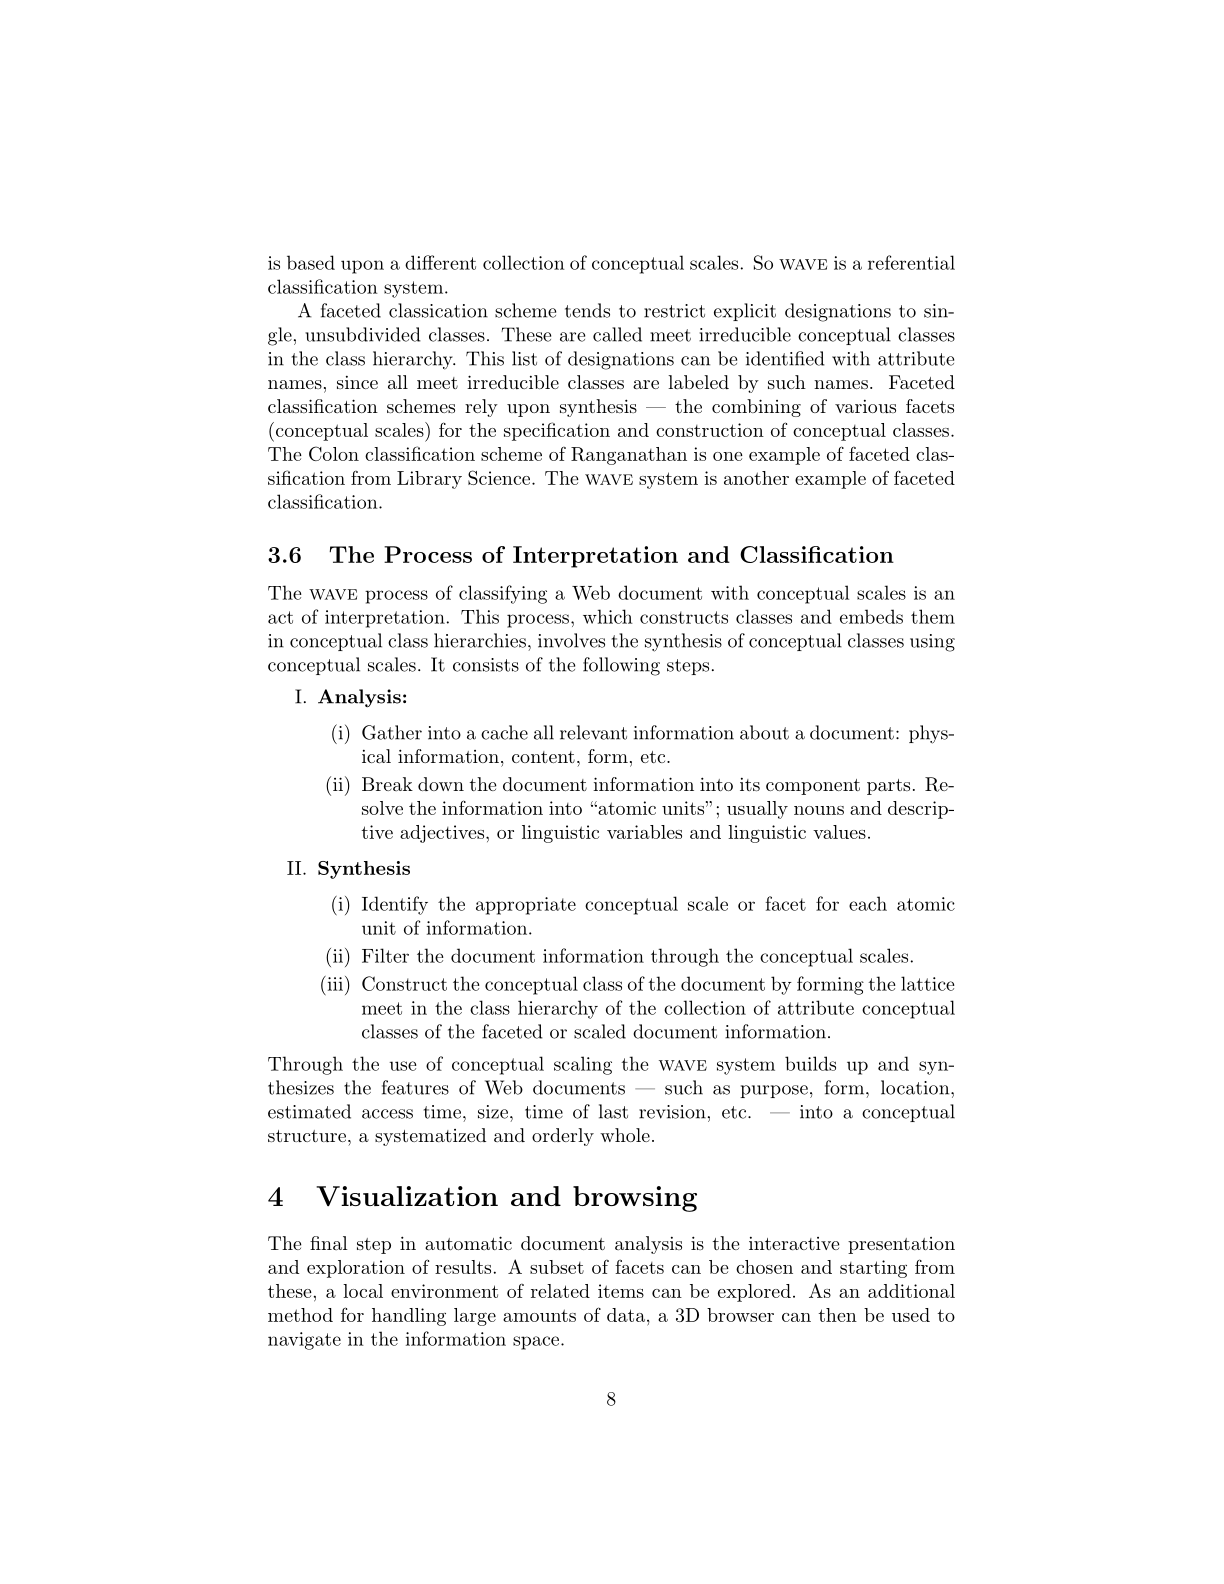 is based upon a different collection of conceptual scales. So WAVE is a referential
classification system.
A faceted classication scheme tends to restrict explicit designations to sin-
gle, unsubdivided classes. These are called meet irreducible conceptual classes
in the class hierarchy. This list of designations can be identified with attribute
names, since all meet irreducible classes are labeled by such names. Faceted
classification schemes rely upon synthesis — the combining of various facets
(conceptual scales) for the specification and construction of conceptual classes.
The Colon classification scheme of Ranganathan is one example of faceted clas-
sification from Library Science. The WAVE system is another example of faceted
classification.
3.6 The Process of Interpretation and Classification
The WAVE process of classifying a Web document with conceptual scales is an
act of interpretation. This process, which constructs classes and embeds them
in conceptual class hierarchies, involves the synthesis of conceptual classes using
conceptual scales. It consists of the following steps.
I. Analysis:
(i) Gather into a cache all relevant information about a document: phys-
ical information, content, form, etc.
(ii) Break down the document information into its component parts. Re-
solve the information into “atomic units”; usually nouns and descrip-
tive adjectives, or linguistic variables and linguistic values.
II. Synthesis
(i) Identify the appropriate conceptual scale or facet for each atomic
unit of information.
(ii) Filter the document information through the conceptual scales.
(iii) Construct the conceptual class of the document by forming the lattice
meet in the class hierarchy of the collection of attribute conceptual
classes of the faceted or scaled document information.
Through the use of conceptual scaling the WAVE system builds up and syn-
thesizes the features of Web documents — such as purpose, form, location,
estimated access time, size, time of last revision, etc. — into a conceptual
structure, a systematized and orderly whole.
4 Visualization and browsing
The final step in automatic document analysis is the interactive presentation
and exploration of results. A subset of facets can be chosen and starting from
these, a local environment of related items can be explored. As an additional
method for handling large amounts of data, a 3D browser can then be used to
navigate in the information space.
8